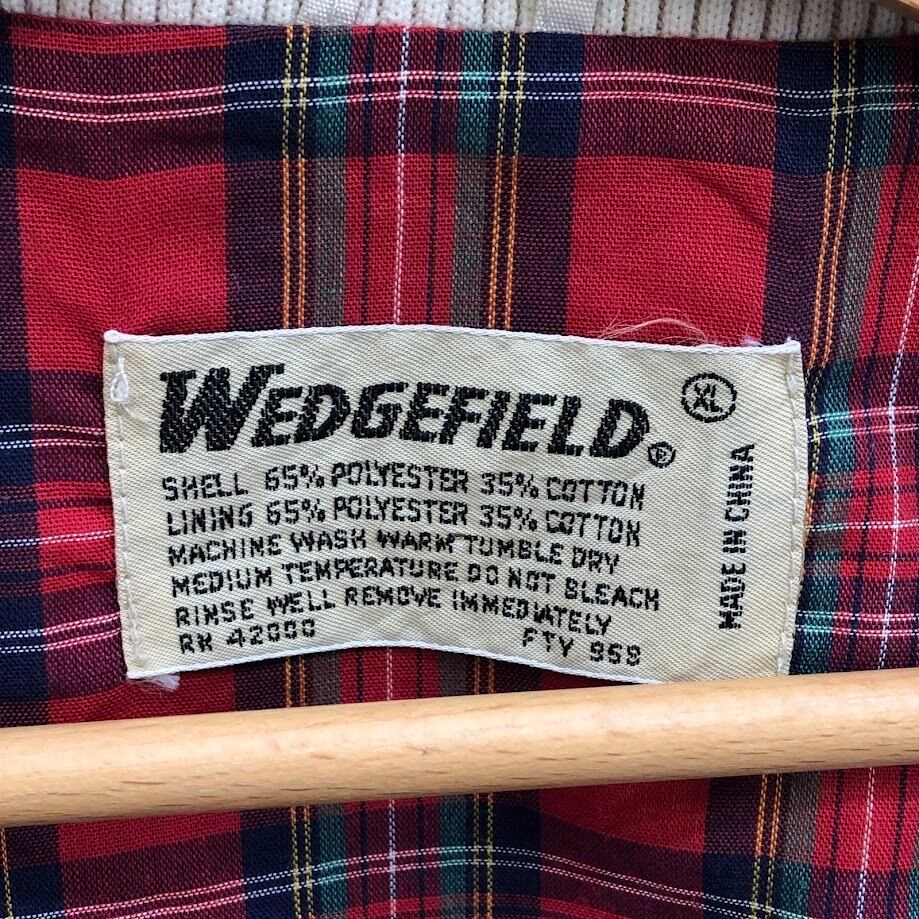 WEDGEFIELD® XL
SHELL 65% POLYESTER 35% COTTON
LINING 65% POLYESTER 35% COTTON
MACHINE WASH WARM TUMBLE DRY
MEDIUM TEMPERATURE DO NOT BLEACH
RINSE WELL REMOVE IMMEDIATELY
RN 42000 FTY 958
MADE IN CHINA